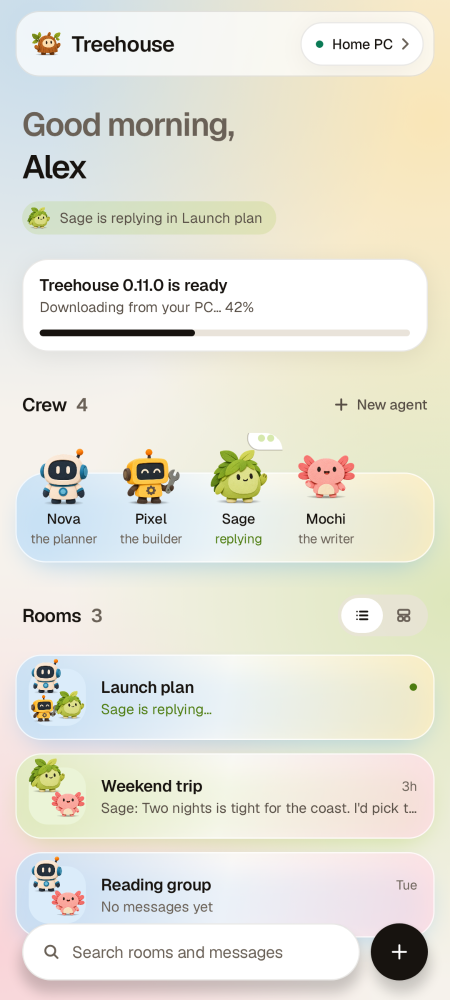 Treehouse
Home PC
Good morning,
Alex
Sage is replying in Launch plan
Treehouse 0.11.0 is ready
Downloading from your PC... 42%
Crew 4
New agent
Nova
the planner
Pixel
the builder
Sage
replying
Mochi
the writer
Rooms 3
Launch plan
Sage is replying...
Weekend trip
3h
Sage: Two nights is tight for the coast. I'd pick t...
Reading group
Tue
No messages yet
Search rooms and messages